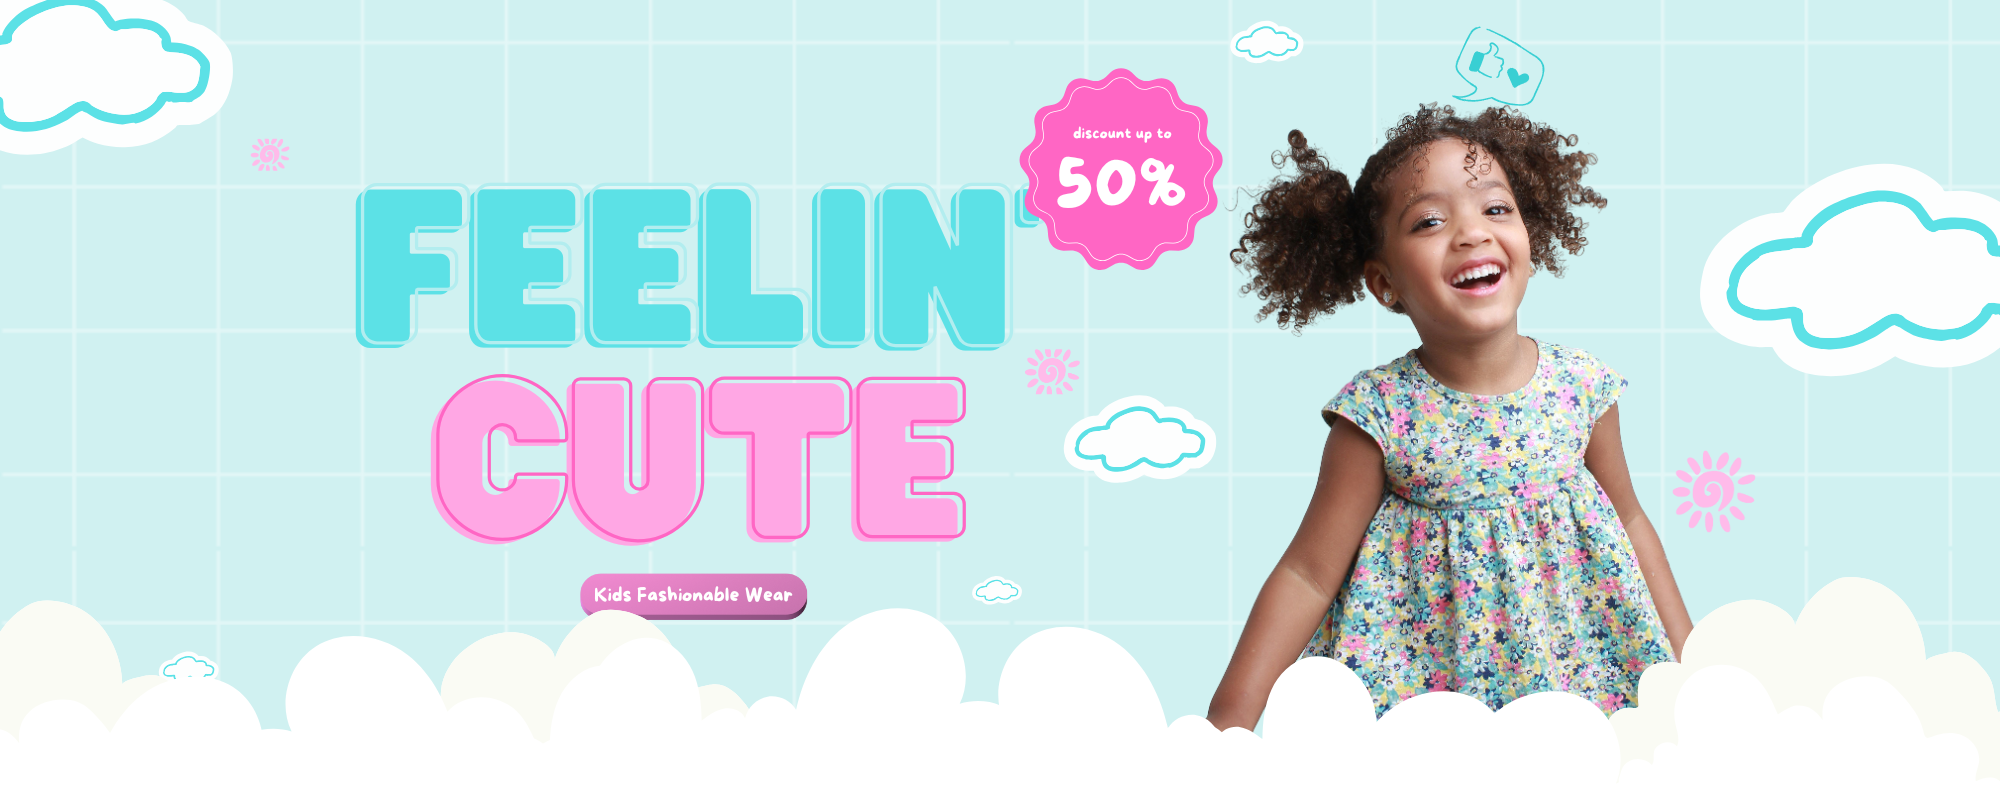 FEELIN'
CUTE
discount up to
50%
Kids Fashionable Wear